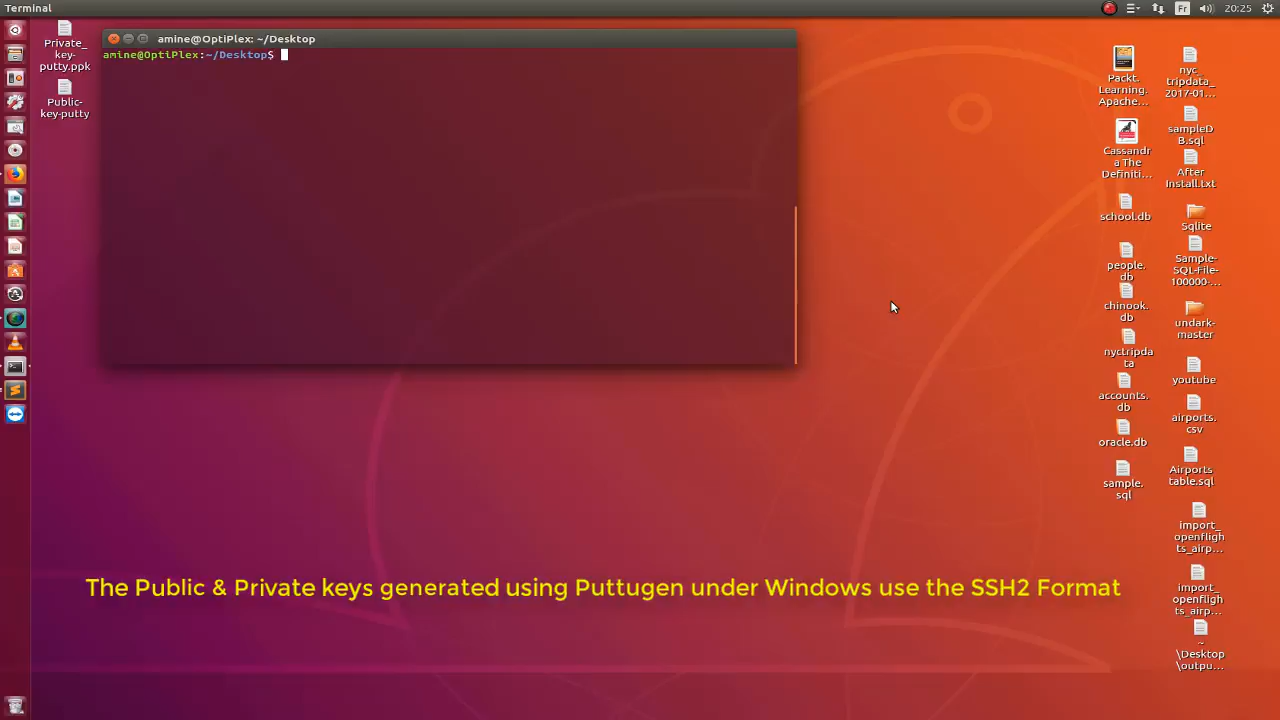 Terminal
Fr
20:25
Private_
key-
putty.ppk
Public-
key-putty
amine@OptiPlex: ~/Desktop
amine@OptiPlex:~/Desktop$
Packt.
Learning.
Apache...
Cassandr
a The
Definiti...
school.db
people.
db
chinook.
db
nyctripda
ta
accounts.
db
oracle.db
sample.
sql
nyc
tripdata_
2017-01...
sampleD
B.sql
After
Install.txt
Sqlite
Sample-
SQL-File-
100000-...
undark-
master
youtube
airports.
csv
Airports
table.sql
import_
openfligh
ts_airp...
import_
openfligh
ts_airp...
~
\Desktop
\outpu...
The Public & Private keys generated using Puttugen under Windows use the SSH2 Format